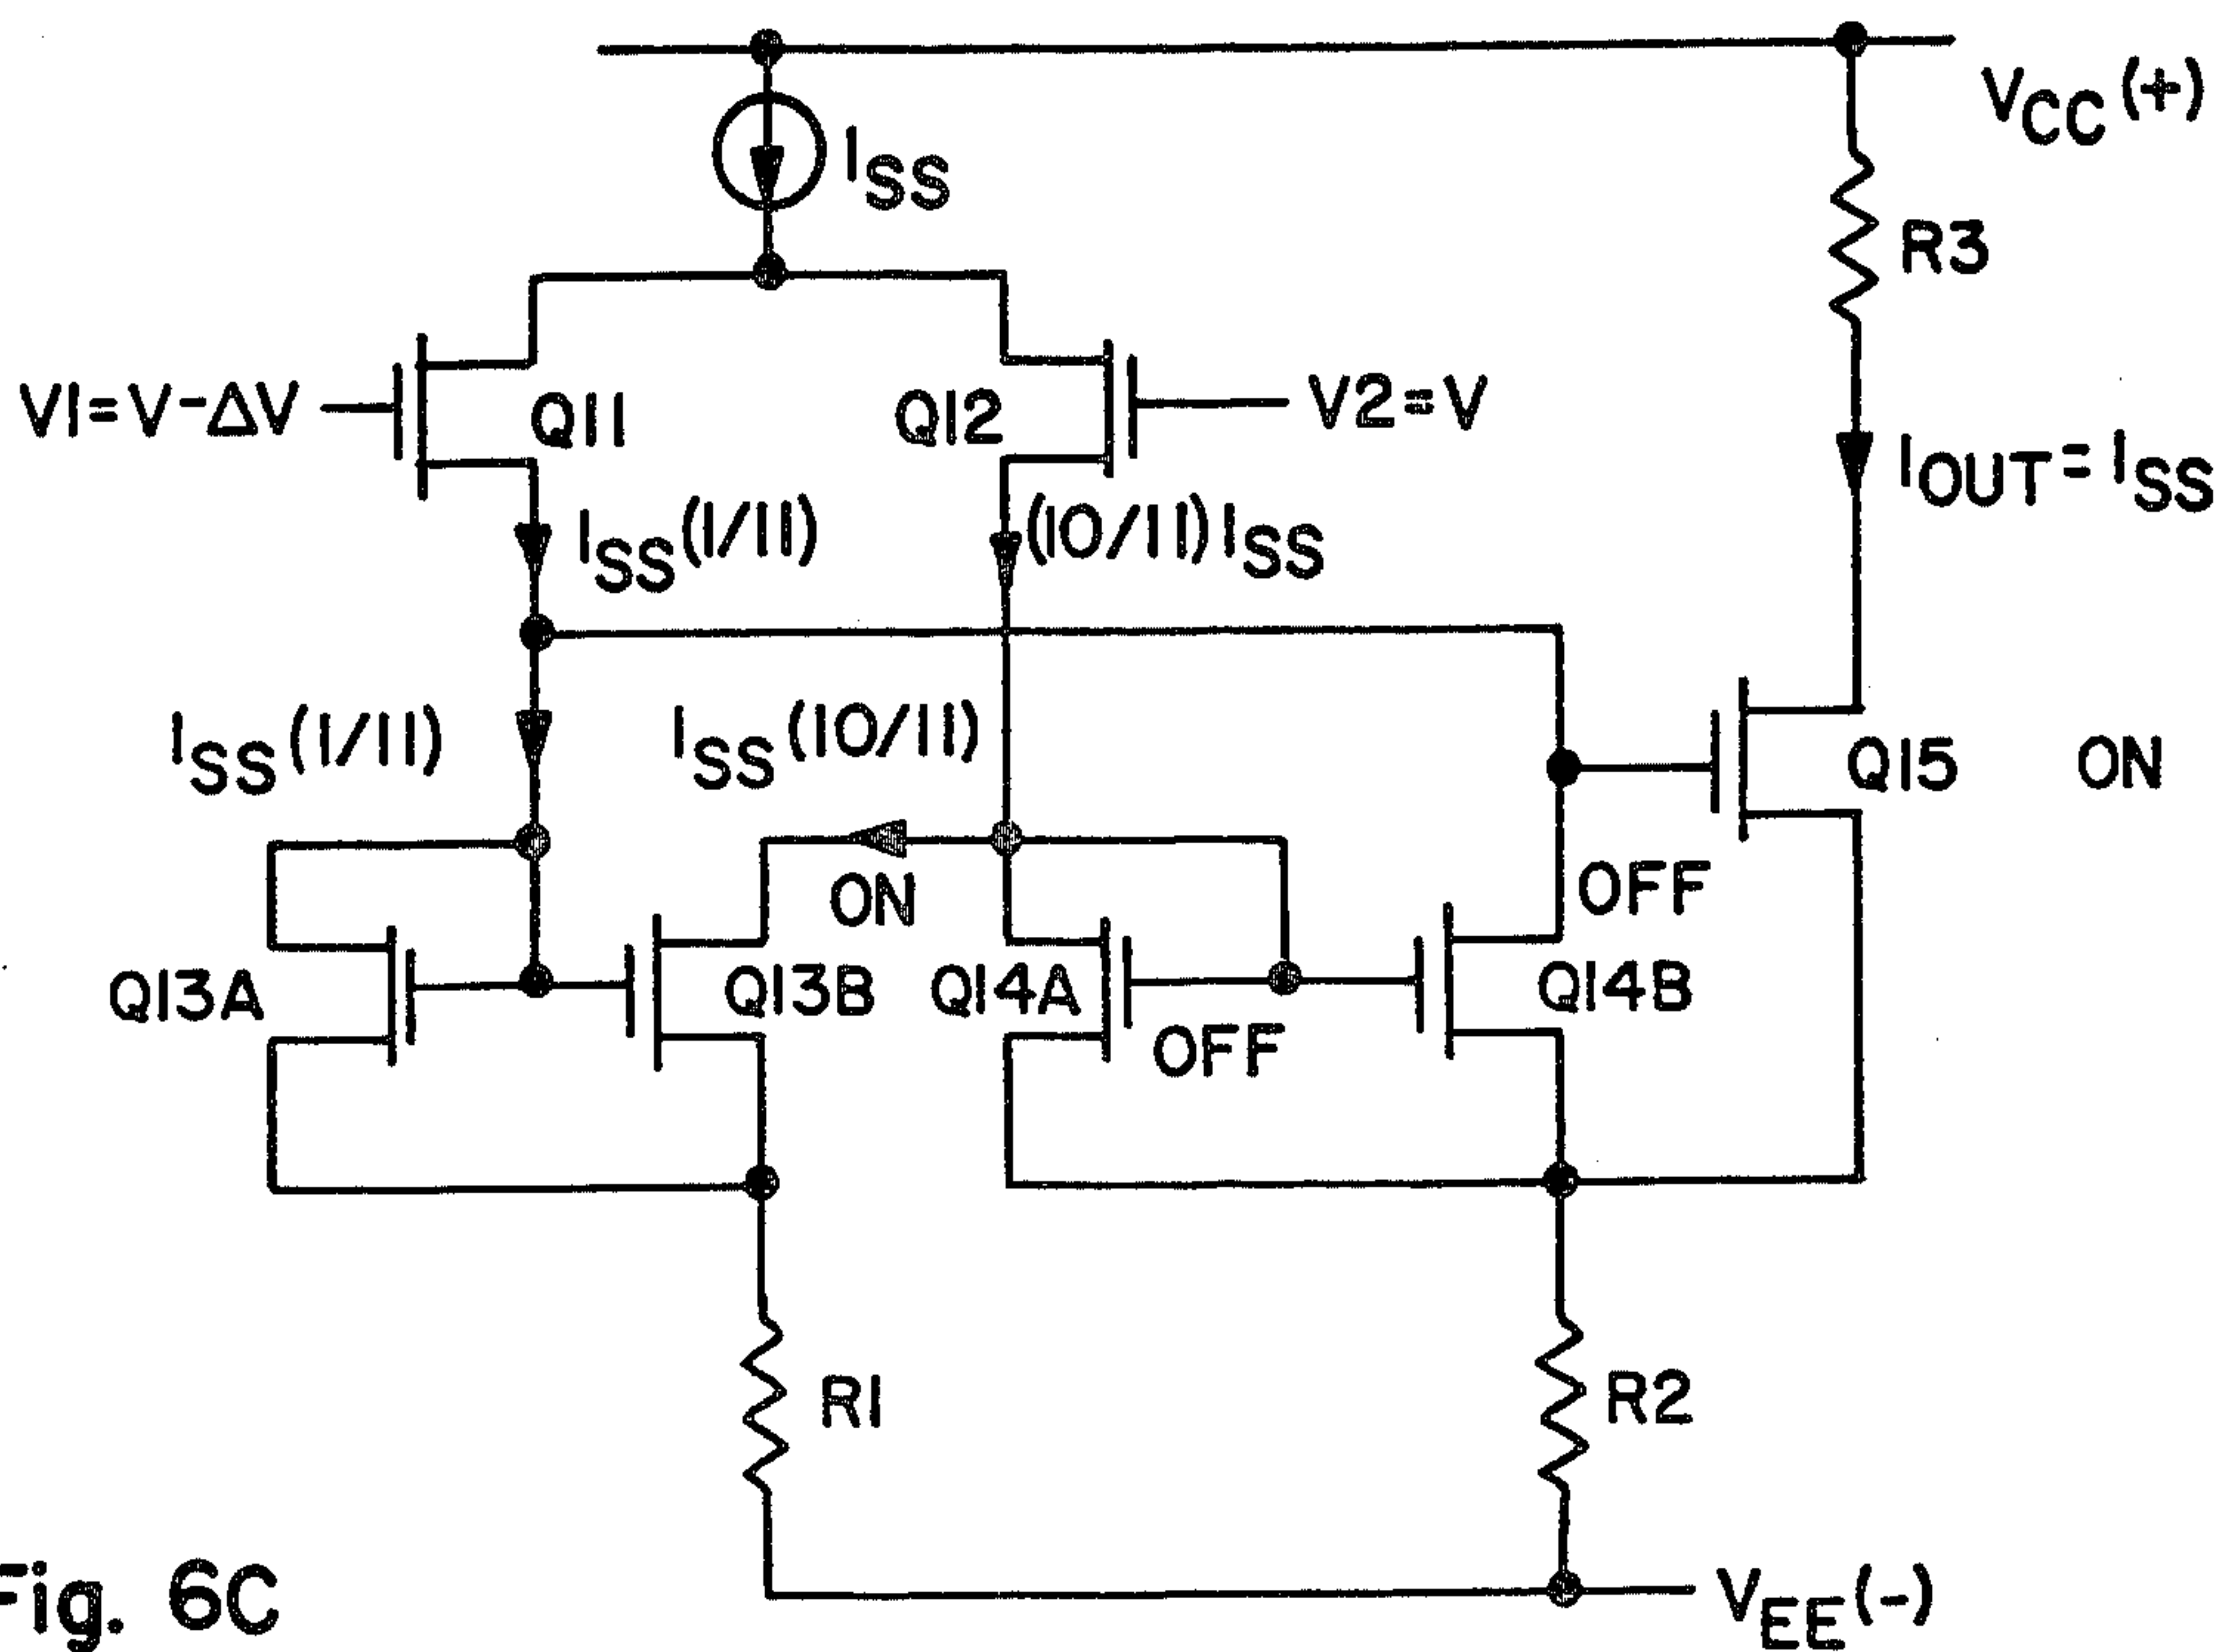 VCC(+)
ISS
R3
V1=V-ΔV
Q11
Q12
V2=V
IOUT=ISS
ISS(1/11)
(10/11)ISS
ISS(1/11)
ISS(10/11)
Q15
ON
ON
OFF
Q13A
Q13B
Q14A
Q14B
OFF
R1
R2
Fig. 6C
VEE(-)